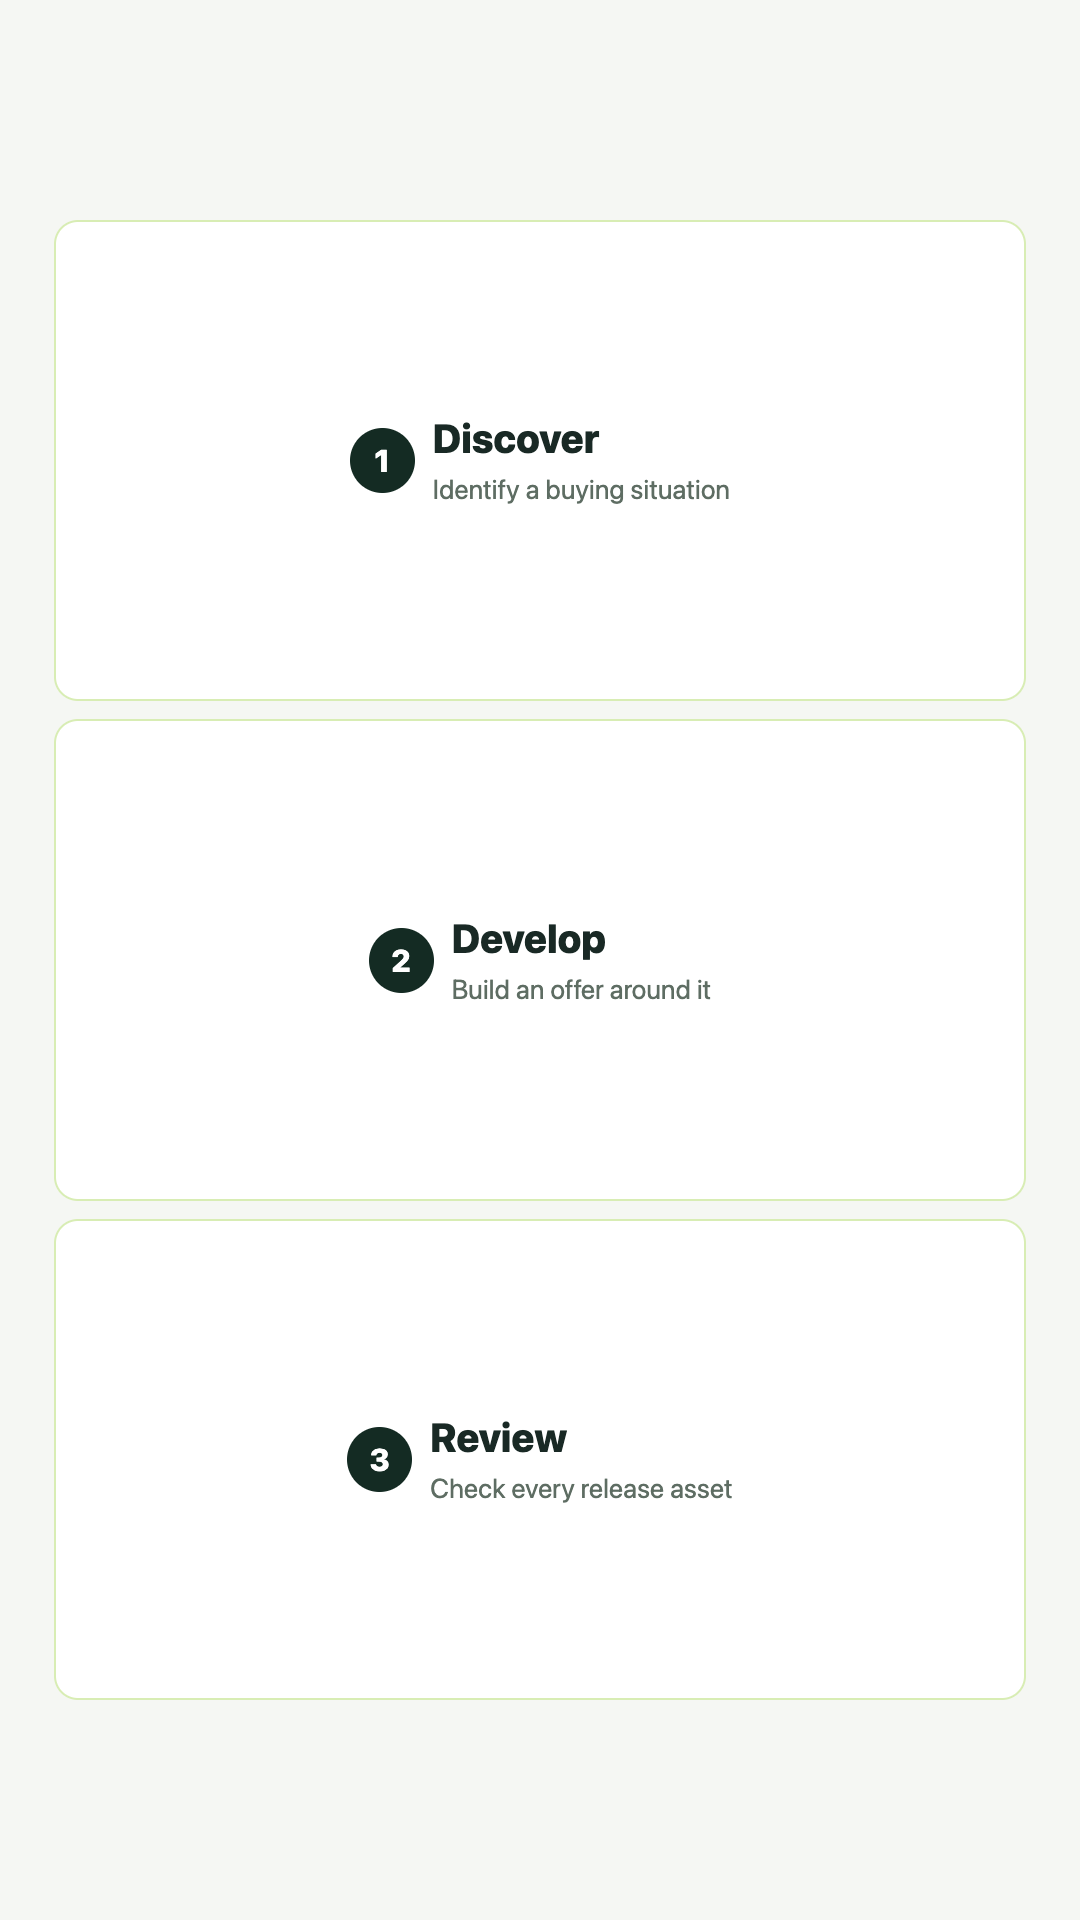 1
Discover
Identify a buying situation
2
Develop
Build an offer around it
3
Review
Check every release asset